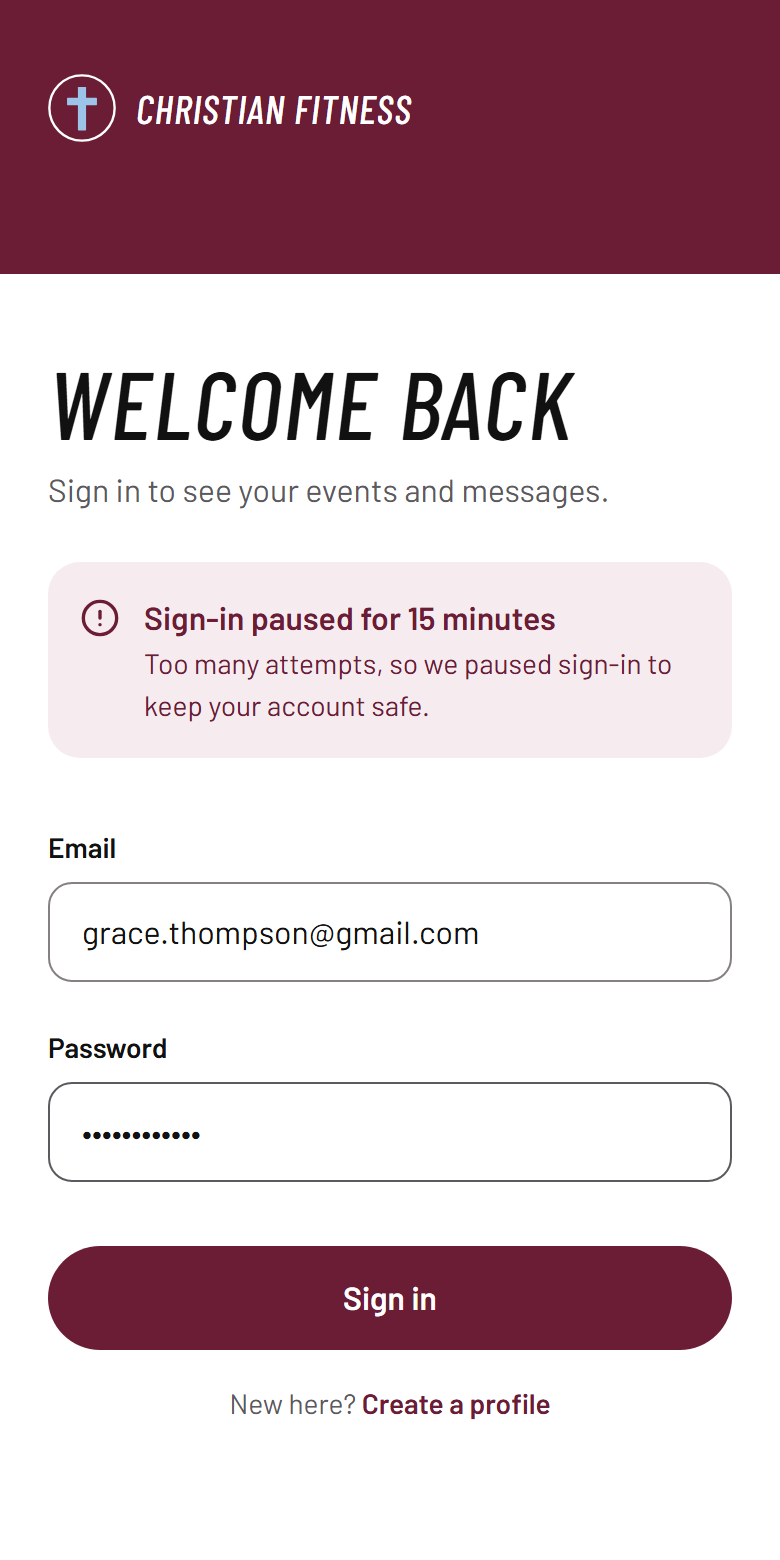 CHRISTIAN FITNESS
WELCOME BACK
Sign in to see your events and messages.
Sign-in paused for 15 minutes
Too many attempts, so we paused sign-in to
keep your account safe.
Email
grace.thompson@gmail.com
Password
••••••••••••
Sign in
New here? Create a profile